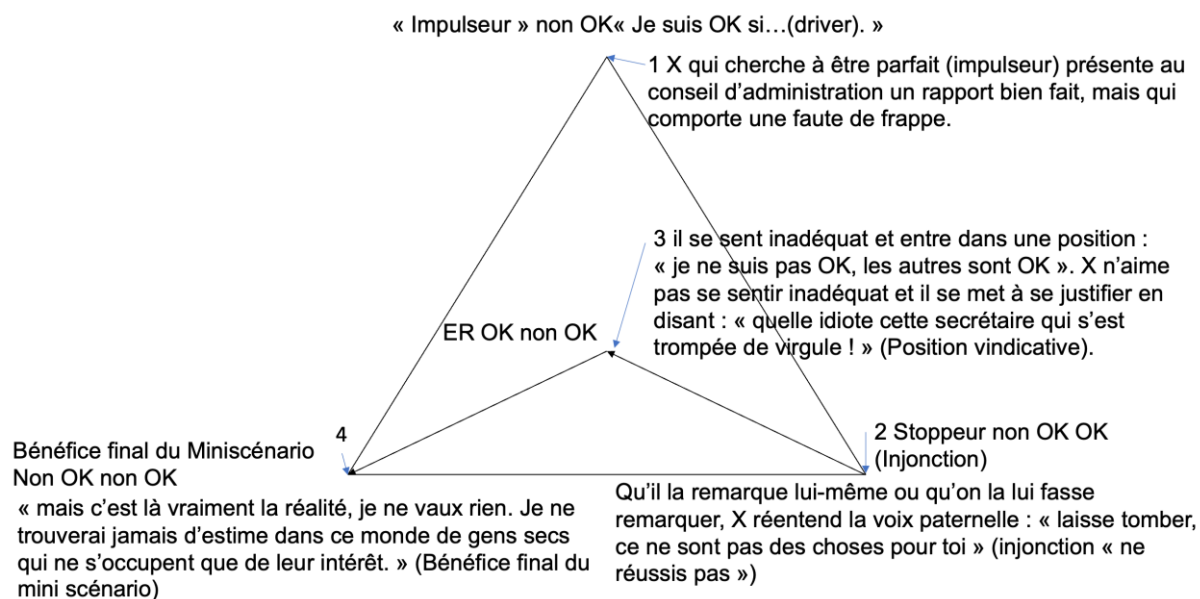 « Impulseur » non OK« Je suis OK si…(driver). »
1 X qui cherche à être parfait (impulseur) présente au
conseil d’administration un rapport bien fait, mais qui
comporte une faute de frappe.
3 il se sent inadéquat et entre dans une position :
« je ne suis pas OK, les autres sont OK ». X n’aime
pas se sentir inadéquat et il se met à se justifier en
disant : « quelle idiote cette secrétaire qui s’est
trompée de virgule ! » (Position vindicative).
ER OK non OK
4
Bénéfice final du Miniscénario
Non OK non OK
« mais c’est là vraiment la réalité, je ne vaux rien. Je ne
trouverai jamais d’estime dans ce monde de gens secs
qui ne s’occupent que de leur intérêt. » (Bénéfice final du
mini scénario)
2 Stoppeur non OK OK
(Injonction)
Qu’il la remarque lui-même ou qu’on la lui fasse
remarquer, X réentend la voix paternelle : « laisse tomber,
ce ne sont pas des choses pour toi » (injonction « ne
réussis pas »)